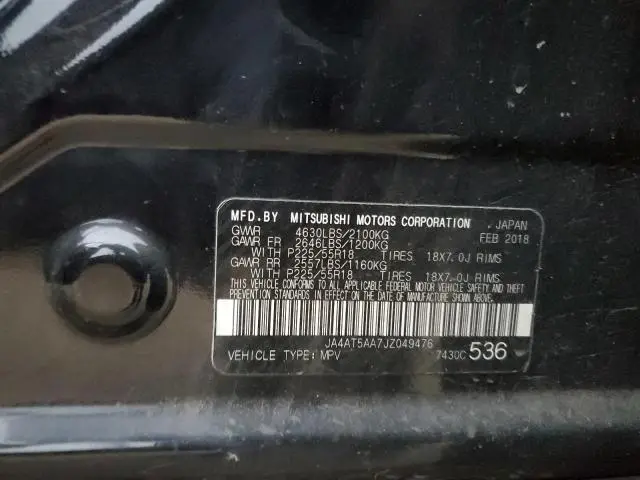 MFD.BY MITSUBISHI MOTORS CORPORATION , JAPAN
GVWR 4630LBS/2100KG FEB 2018
GAWR FR 2646LBS/1200KG
WITH P225/55R18 TIRES 18X7.0J RIMS
GAWR RR 2557LBS/1160KG
WITH P225/55R18 TIRES 18X7.0J RIMS
THIS VEHICLE CONFORMS TO ALL APPLICABLE FEDERAL MOTOR VEHICLE SAFETY AND THEFT
PREVENTION STANDARDS IN EFFECT ON THE DATE OF MANUFACTURE SHOWN ABOVE.
JA4AT5AA7JZ049476
VEHICLE TYPE: MPV 7430C 536